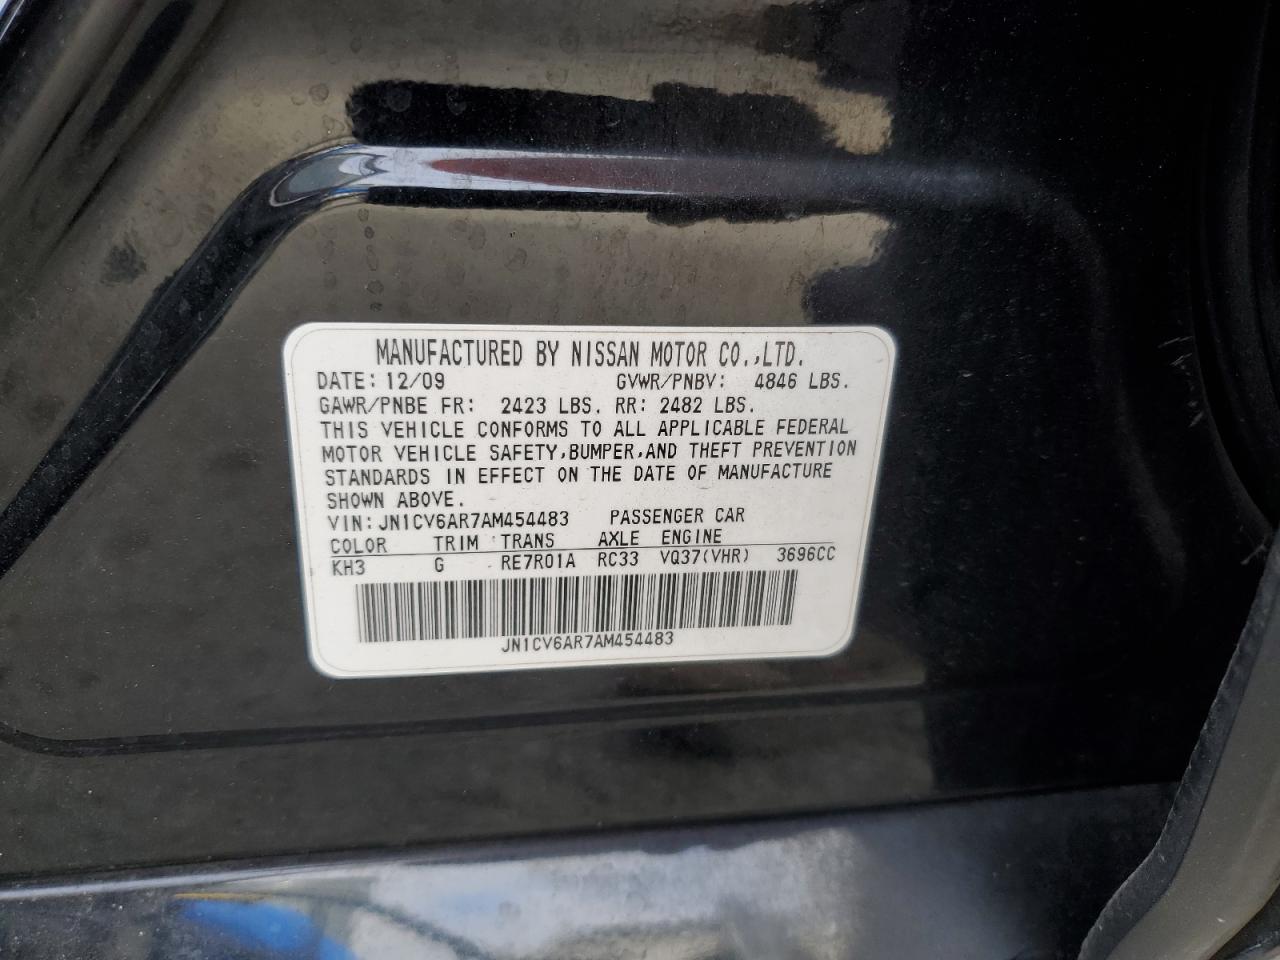 MANUFACTURED BY NISSAN MOTOR CO.,LTD.
DATE: 12/09 GVWR/PNBV: 4846 LBS.
GAWR/PNBE FR: 2423 LBS. RR: 2482 LBS.
THIS VEHICLE CONFORMS TO ALL APPLICABLE FEDERAL
MOTOR VEHICLE SAFETY,BUMPER,AND THEFT PREVENTION
STANDARDS IN EFFECT ON THE DATE OF MANUFACTURE
SHOWN ABOVE.
VIN: JN1CV6AR7AM454483 PASSENGER CAR
COLOR TRIM TRANS AXLE ENGINE
KH3 G RE7R01A RC33 VQ37(VHR) 3696CC
JN1CV6AR7AM454483